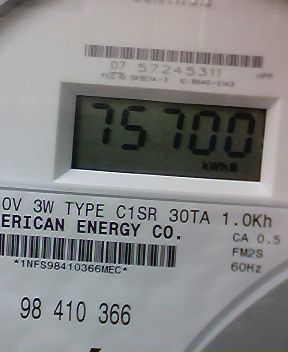 07 57245311
75700
kWh
0V 3W TYPE C1SR 30TA 1.0Kh
ERICAN ENERGY CO.
CA 0.5
FM2S
60Hz
*1NFS98410366MEC*
98 410 366